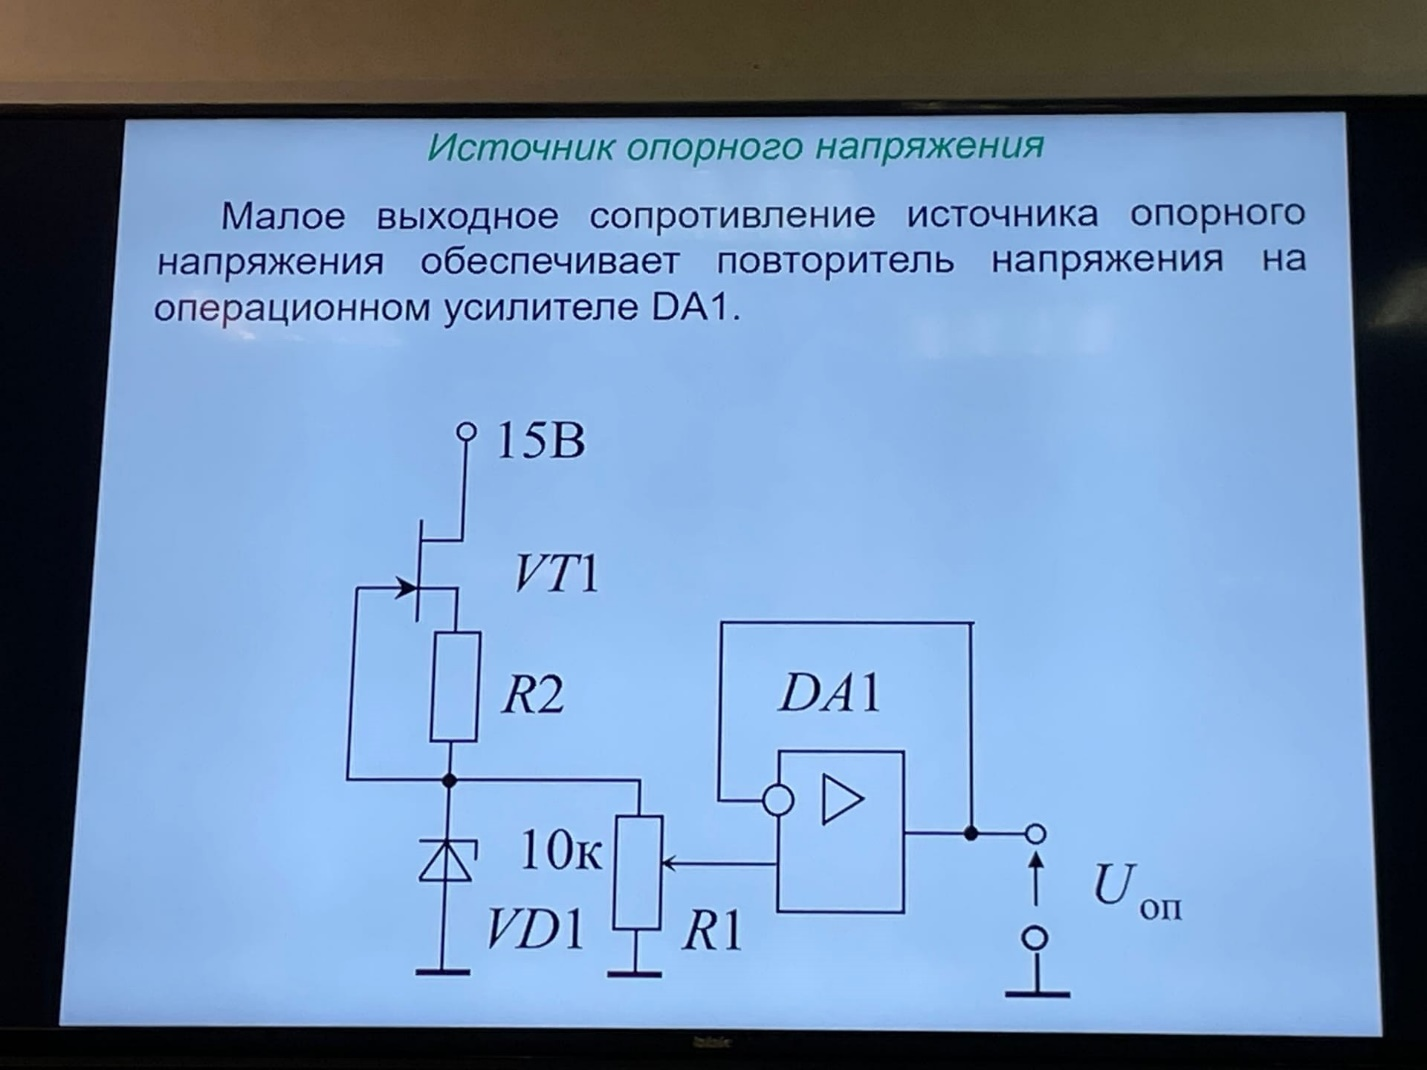 Источник опорного напряжения
Малое выходное сопротивление источника опорного
напряжения обеспечивает повторитель напряжения на
операционном усилителе DA1.
15В
VT1
R2
DA1
10к
VD1
R1
Uоп